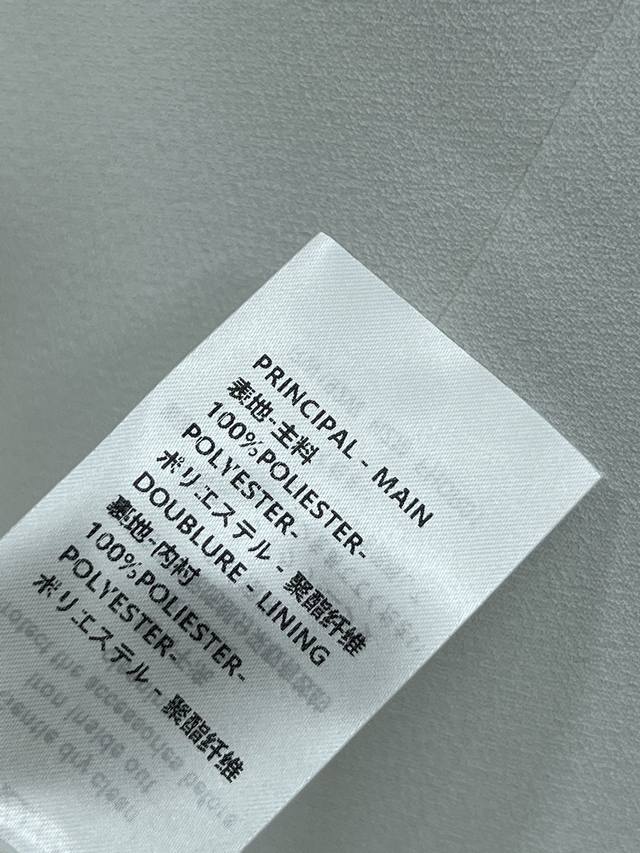 PRINCIPAL - MAIN
表地-主料
100%POLIESTER-
POLYESTER-
ポリエステル - 聚酯纤维
DOUBLURE - LINING
裏地-内衬
100%POLIESTER-
POLYESTER-
ポリエステル - 聚酯纤维